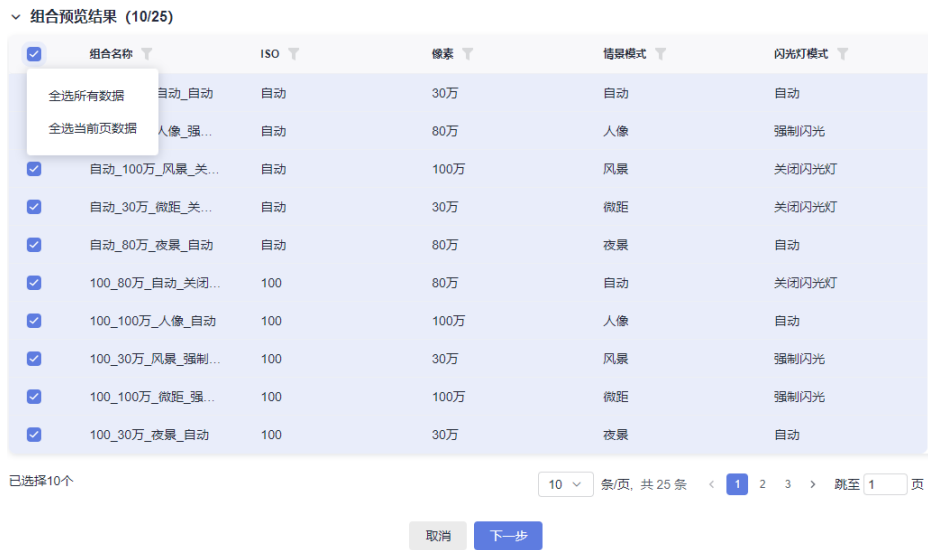 组合预览结果 (10/25)
组合名称 ISO 像素 情景模式 闪光灯模式
全选所有数据
全选当前页数据
自动_自动 自动 30万 自动 自动
人像_强... 自动 80万 人像 强制闪光
自动_100万_风景_关... 自动 100万 风景 关闭闪光灯
自动_30万_微距_关... 自动 30万 微距 关闭闪光灯
自动_80万_夜景_自动 自动 80万 夜景 自动
100_80万_自动_关闭... 100 80万 自动 关闭闪光灯
100_100万_人像_自动 100 100万 人像 自动
100_30万_风景_强制... 100 30万 风景 强制闪光
100_100万_微距_强... 100 100万 微距 强制闪光
100_30万_夜景_自动 100 30万 夜景 自动
已选择10个 10 条/页, 共 25 条 1 2 3 跳至 1 页
取消 下一步